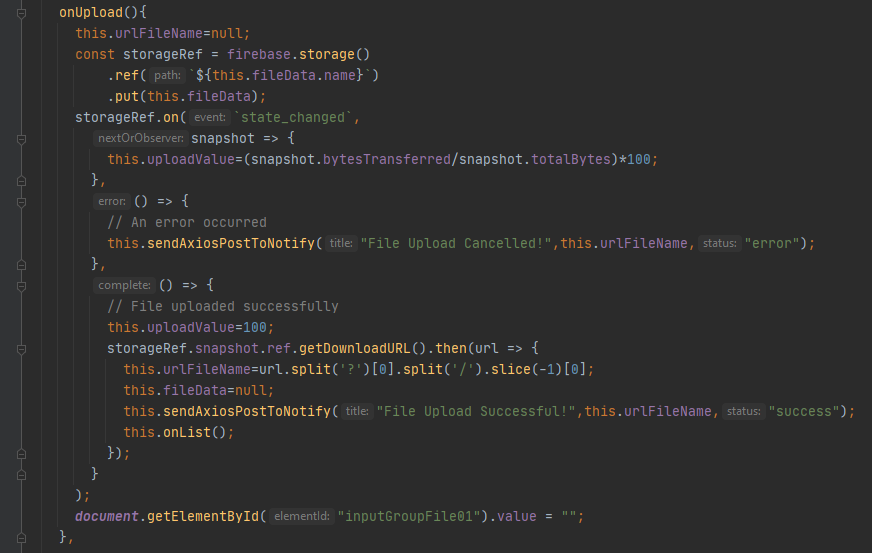 onUpload(){
this.urlFileName=null;
const storageRef = firebase.storage()
.ref( path: `${this.fileData.name}`)
.put(this.fileData);
storageRef.on( event: `state_changed`,
nextOrObserver: snapshot => {
this.uploadValue=(snapshot.bytesTransferred/snapshot.totalBytes)*100;
},
error: () => {
// An error occurred
this.sendAxiosPostToNotify( title: "File Upload Cancelled!",this.urlFileName, status: "error");
},
complete: () => {
// File uploaded successfully
this.uploadValue=100;
storageRef.snapshot.ref.getDownloadURL().then(url => {
this.urlFileName=url.split('?')[0].split('/').slice(-1)[0];
this.fileData=null;
this.sendAxiosPostToNotify( title: "File Upload Successful!",this.urlFileName, status: "success");
this.onList();
});
}
);
document.getElementById( elementId: "inputGroupFile01").value = "";
},